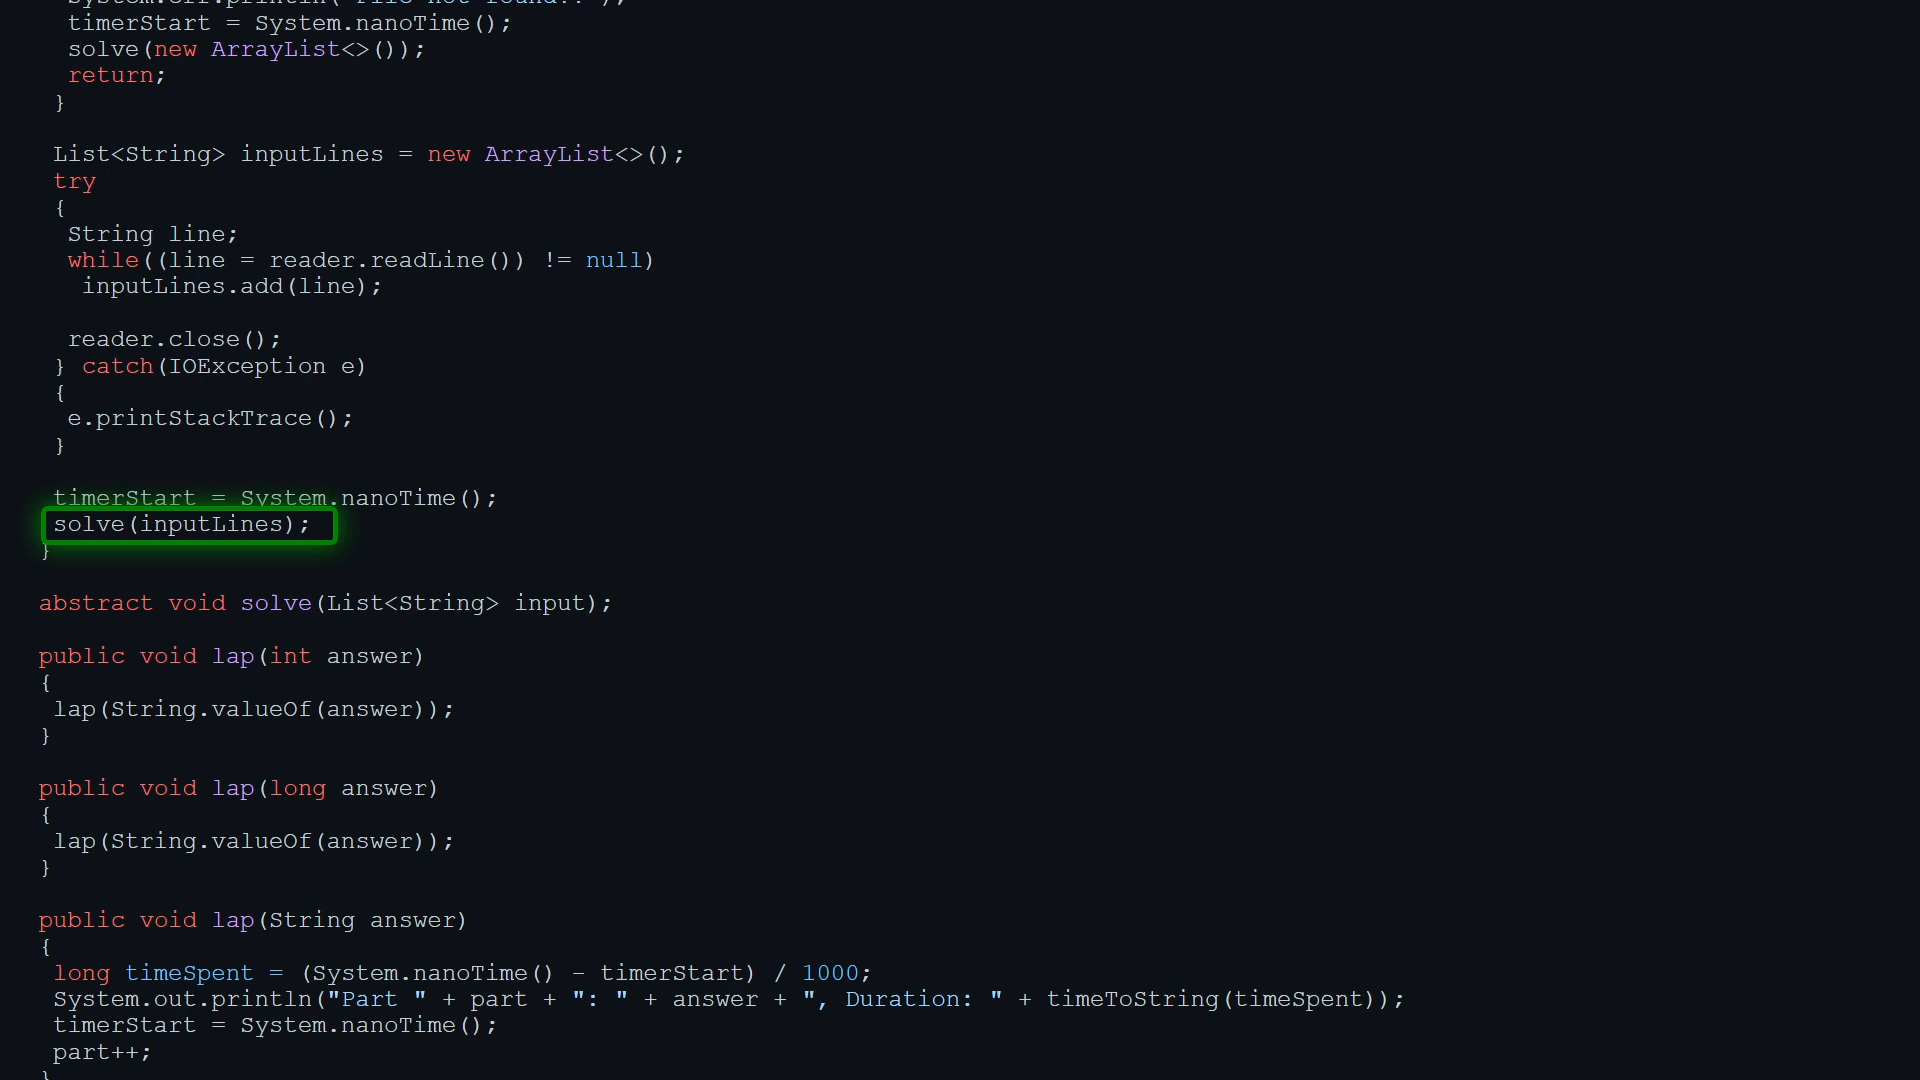 timerStart = System.nanoTime();
solve(new ArrayList<>());
return;
}
List<String> inputLines = new ArrayList<>();
try
{
String line;
while((line = reader.readLine()) != null)
inputLines.add(line);
reader.close();
} catch(IOException e)
{
e.printStackTrace();
}
timerStart = System.nanoTime();
solve(inputLines);
}
abstract void solve(List<String> input);
public void lap(int answer)
{
lap(String.valueOf(answer));
}
public void lap(long answer)
{
lap(String.valueOf(answer));
}
public void lap(String answer)
{
long timeSpent = (System.nanoTime() - timerStart) / 1000;
System.out.println("Part " + part + ": " + answer + ", Duration: " + timeToString(timeSpent));
timerStart = System.nanoTime();
part++;
}